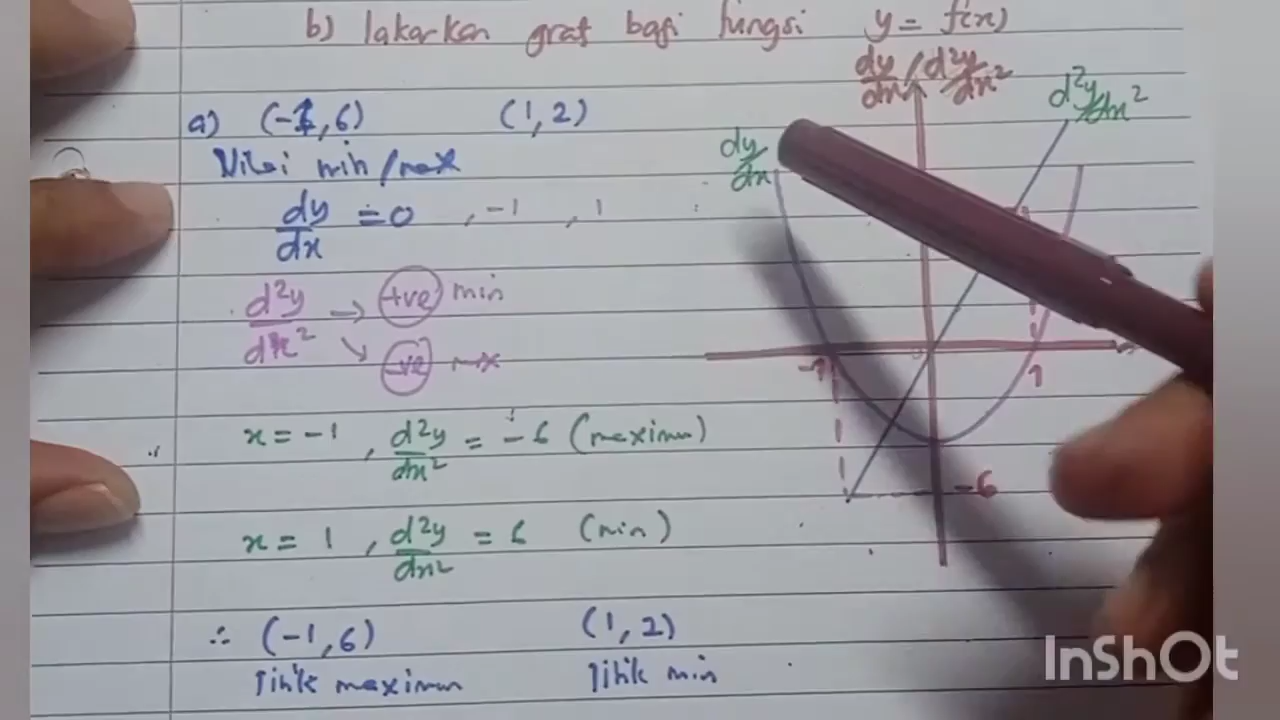 b) lakarkan graf bagi fungsi y = f(x)
a) (-1,6) (1,2)
Nilai min/max
dy/dx = 0 , -1 , 1
d²y/dx² → +ve min
↘ -ve max
x = -1 , d²y/dx² = -6 (maximum)
x = 1 , d²y/dx² = 6 (min)
∴ (-1,6) (1,2)
Titik maximum Titik min
dy/dx / d²y/dx²
d²y/dx²
dy/dx
-1
1
-6
InShOt